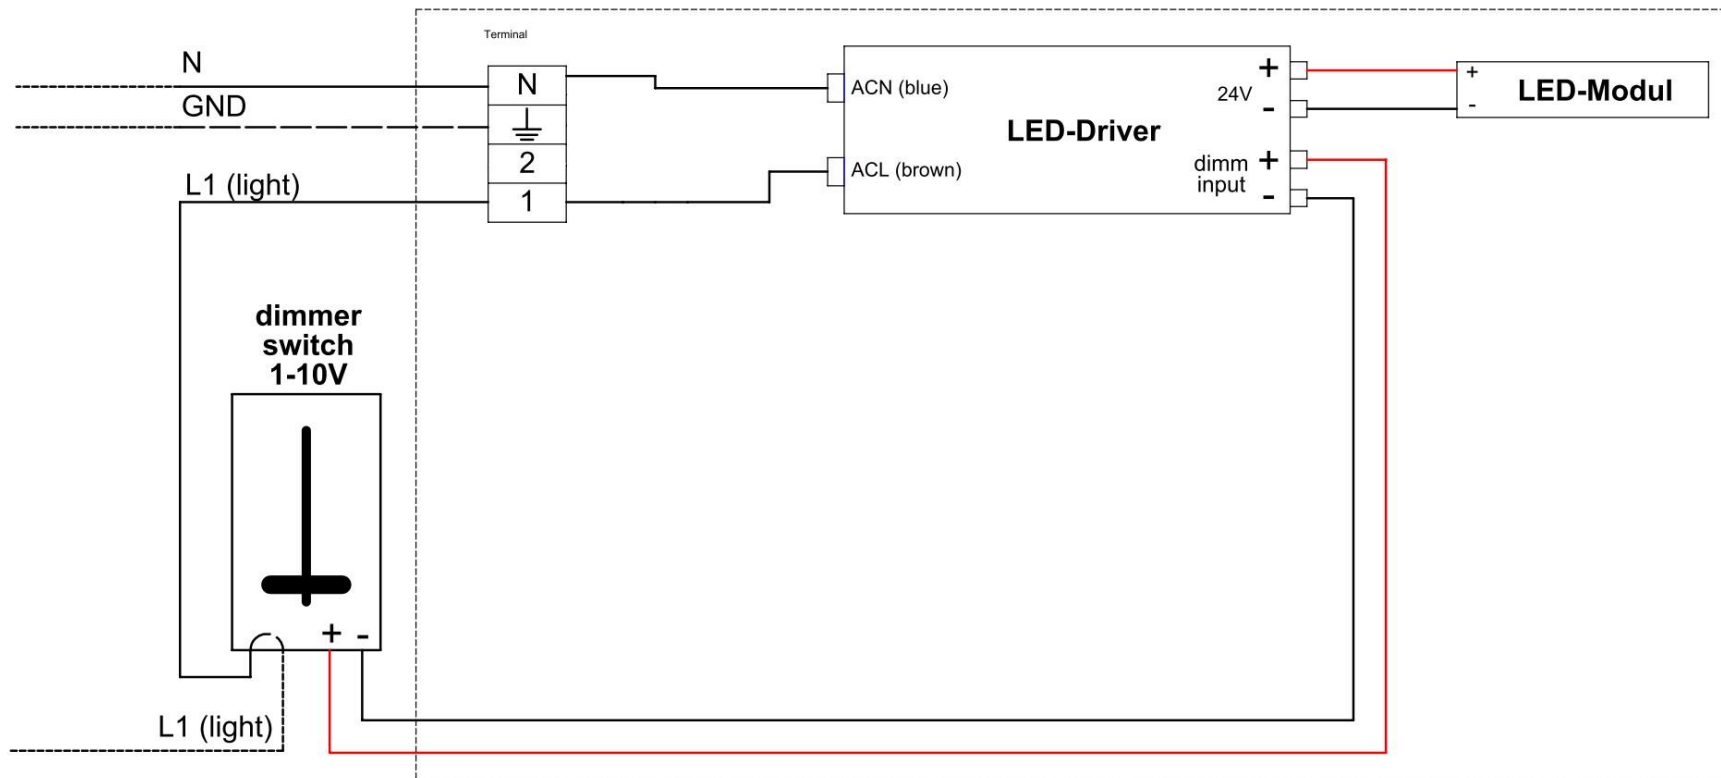 Terminal
N
GND
L1 (light)
N
2
1
ACN (blue)
ACL (brown)
LED-Driver
+
24V
-
dimm +
input
-
+
-
LED-Modul
dimmer
switch
1-10V
+ -
L1 (light)